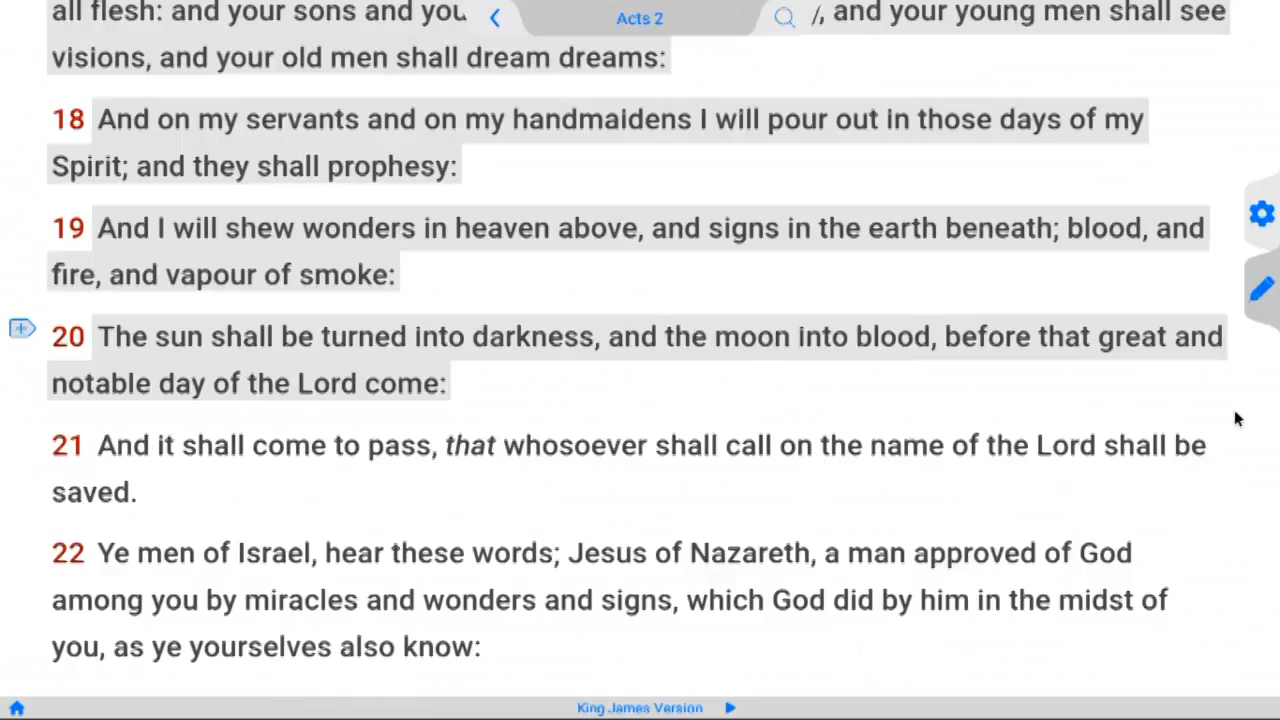 all flesh: and your sons and you
Acts 2
, and your young men shall see
visions, and your old men shall dream dreams:
18 And on my servants and on my handmaidens I will pour out in those days of my
Spirit; and they shall prophesy:
19 And I will shew wonders in heaven above, and signs in the earth beneath; blood, and
fire, and vapour of smoke:
20 The sun shall be turned into darkness, and the moon into blood, before that great and
notable day of the Lord come:
21 And it shall come to pass, that whosoever shall call on the name of the Lord shall be
saved.
22 Ye men of Israel, hear these words; Jesus of Nazareth, a man approved of God
among you by miracles and wonders and signs, which God did by him in the midst of
you, as ye yourselves also know:
King James Version